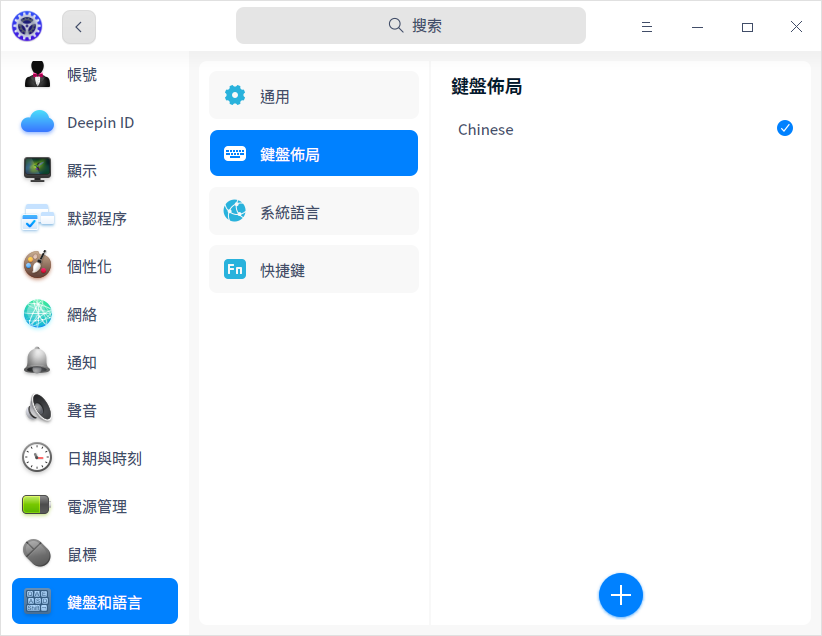 搜索
帳號
Deepin ID
顯示
默認程序
個性化
網絡
通知
聲音
日期與時刻
電源管理
鼠標
鍵盤和語言
通用
鍵盤佈局
系統語言
Fn
快捷鍵
鍵盤佈局
Chinese